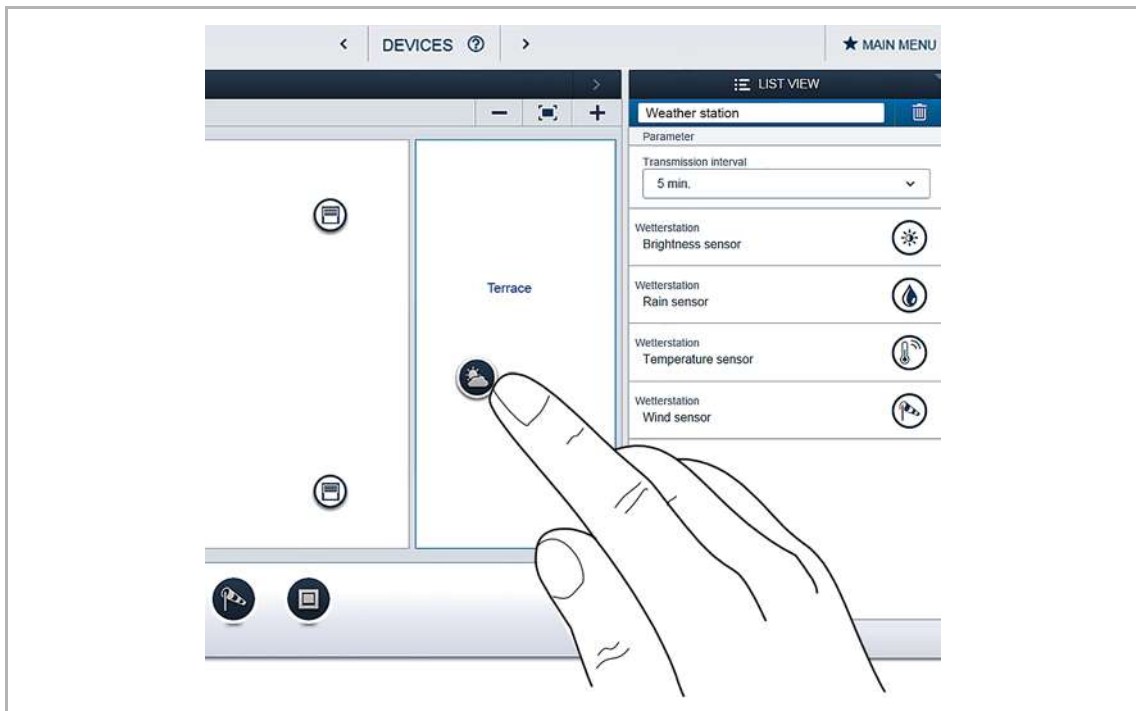 DEVICES
MAIN MENU
LIST VIEW
Weather station
Parameter
Transmission interval
5 min.
Wetterstation
Brightness sensor
Wetterstation
Rain sensor
Terrace
Wetterstation
Temperature sensor
Wetterstation
Wind sensor